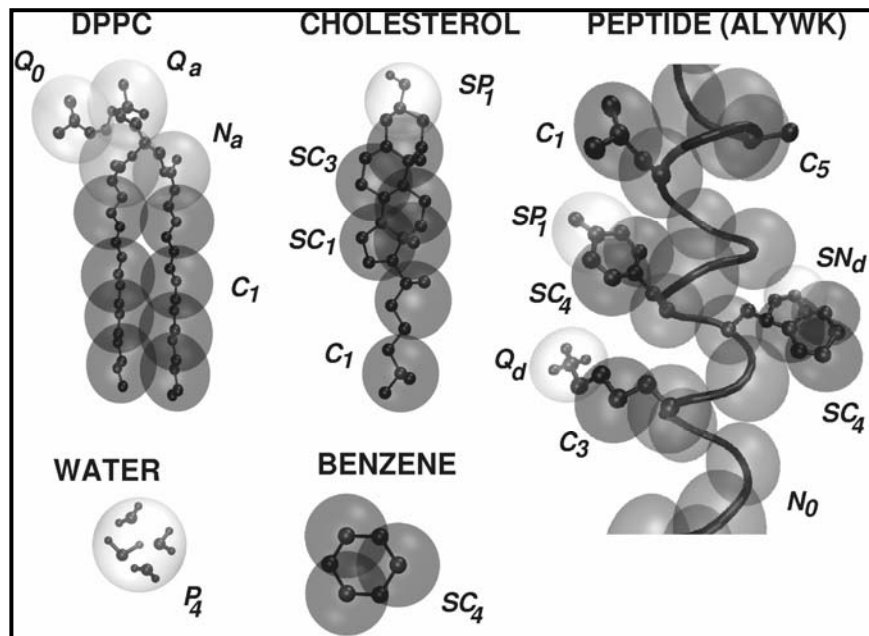 DPPC
Q0
Qa
Na
C1
CHOLESTEROL
SP1
SC3
SC1
C1
PEPTIDE (ALYWK)
C1
C5
SP1
SNd
SC4
Qd
SC4
C3
N0
WATER
P4
BENZENE
SC4